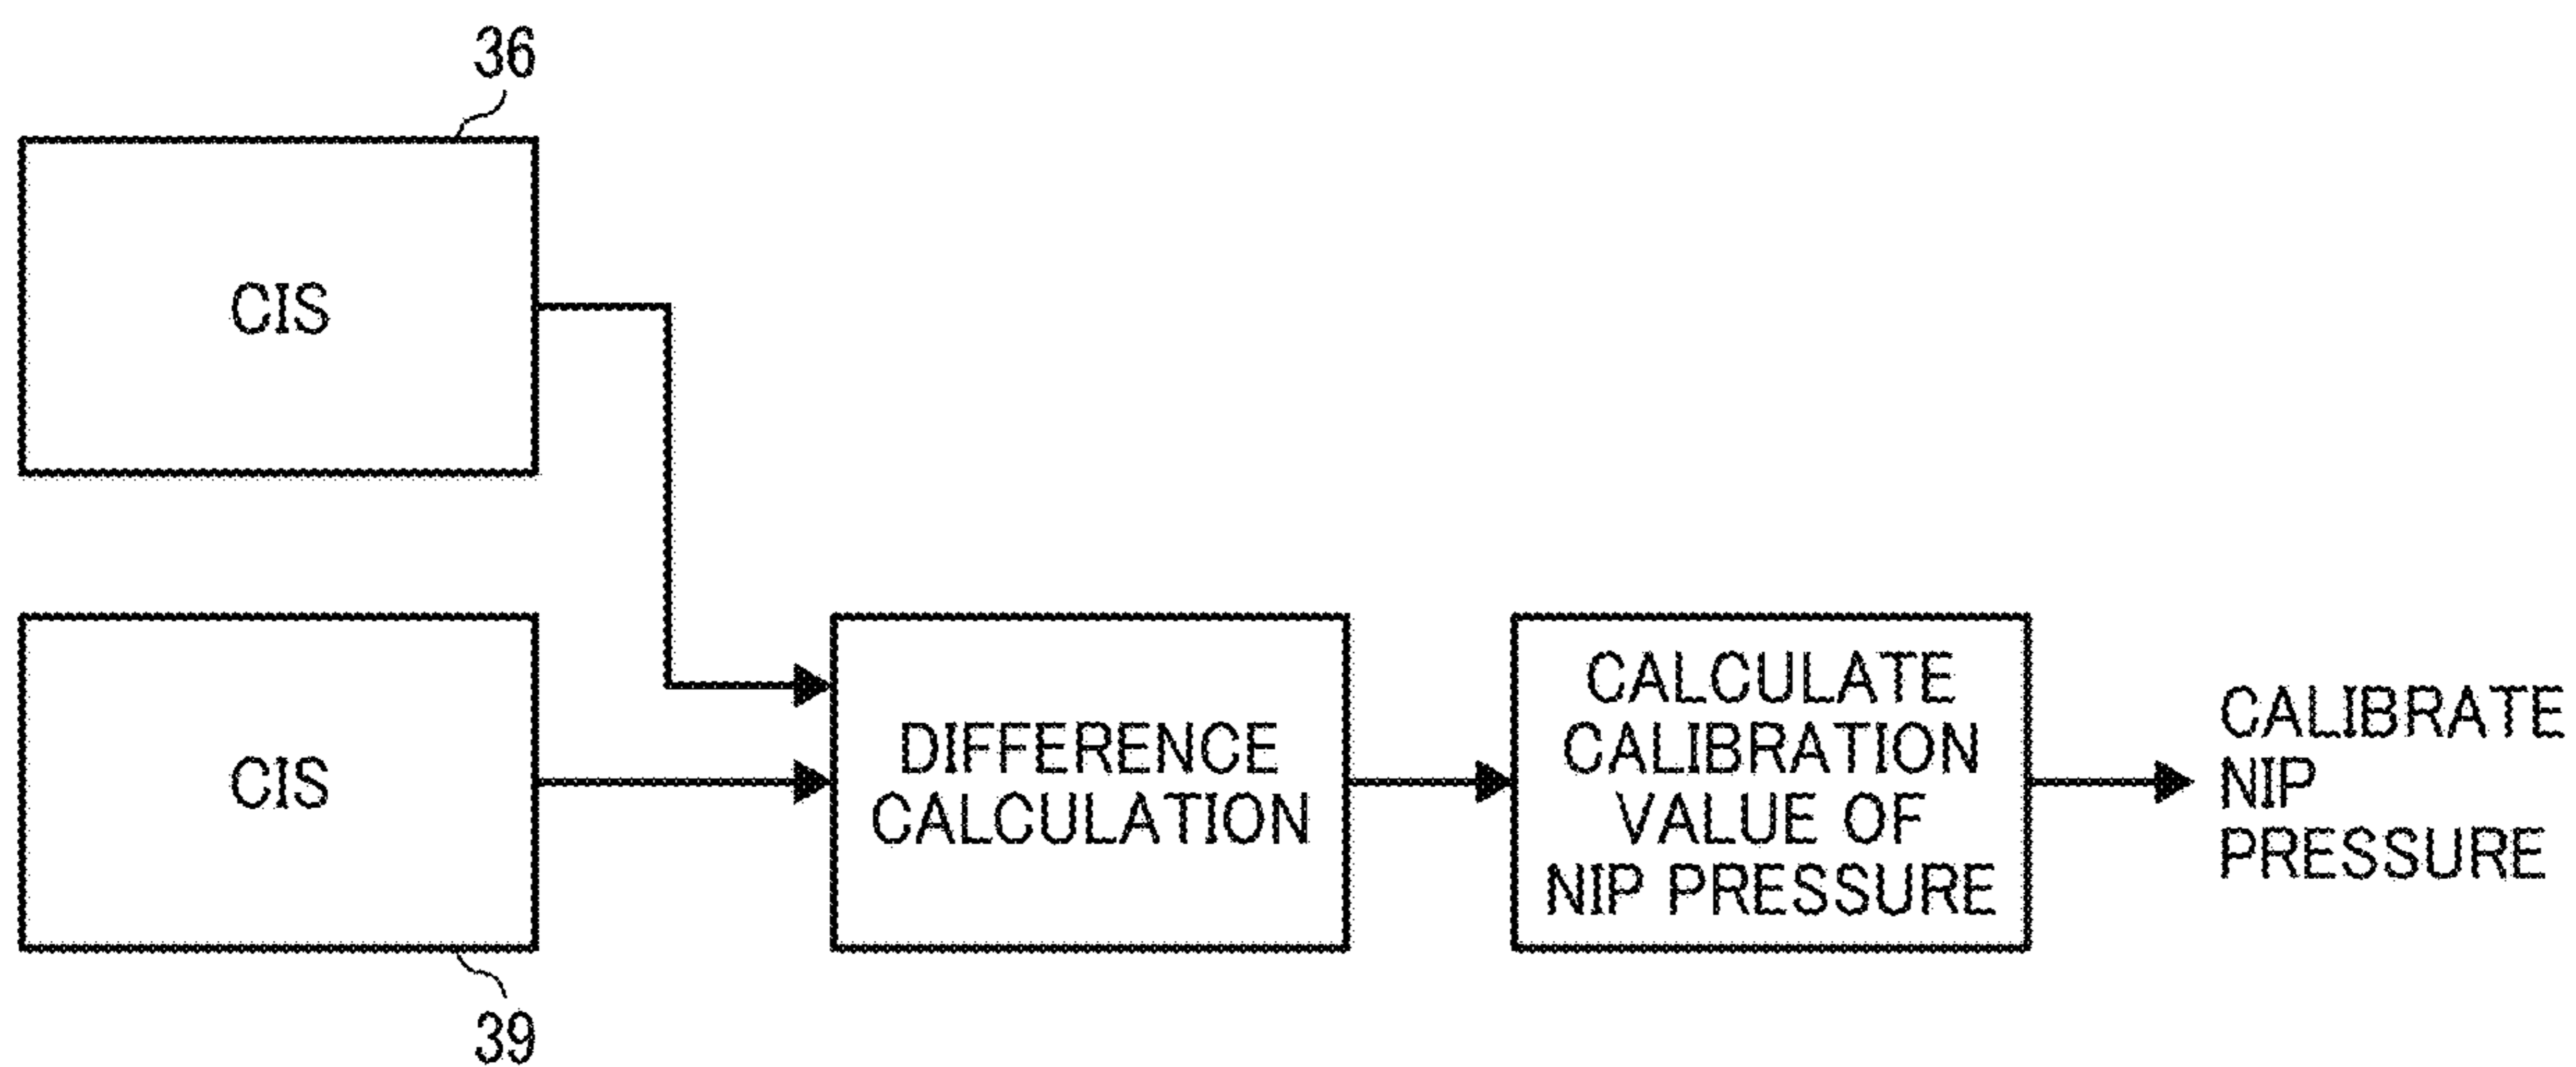 36
CIS
CIS
39
DIFFERENCE
CALCULATION
CALCULATE
CALIBRATION
VALUE OF
NIP PRESSURE
CALIBRATE
NIP
PRESSURE